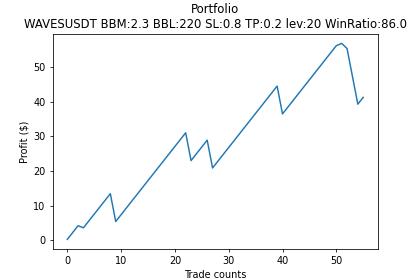 Portfolio
WAVESUSDT BBM:2.3 BBL:220 SL:0.8 TP:0.2 lev:20 WinRatio:86.0
50
40
30
20
10
0
Profit ($)
0 10 20 30 40 50
Trade counts